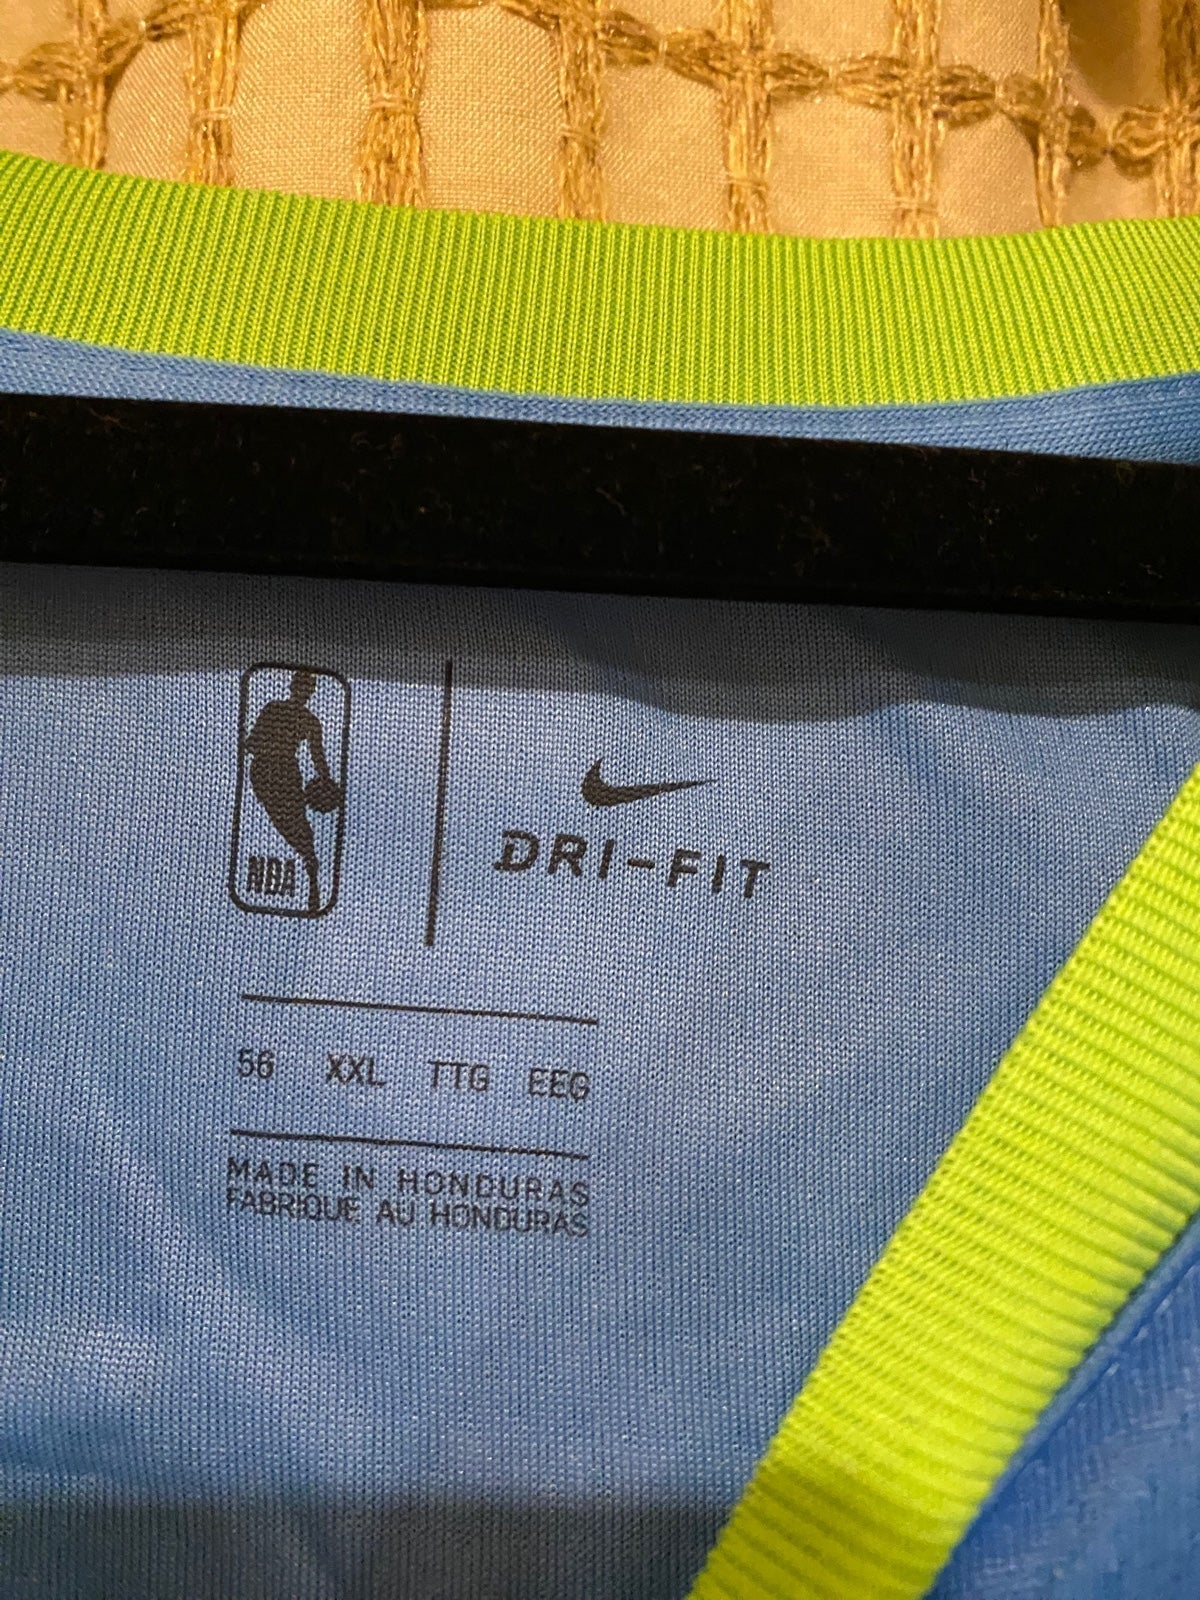 NBA
DRI-FIT
56 XXL TTG EEG
MADE IN HONDURAS
FABRIQUE AU HONDURAS